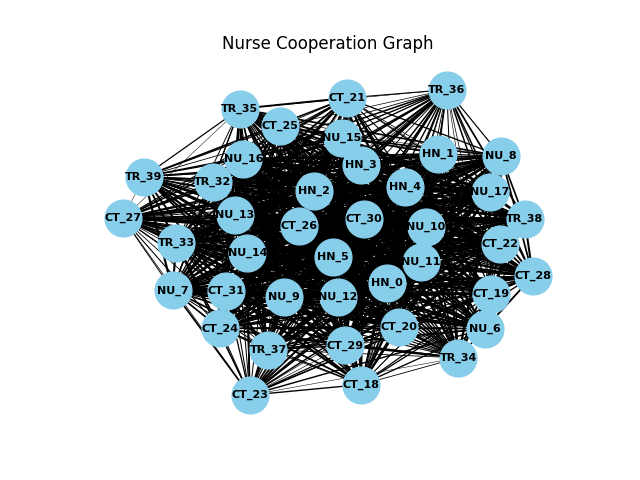 Nurse Cooperation Graph
TR_36
CT_21
TR_35
CT_25
NU_15
HN_1
NU_8
NU_16
HN_3
TR_39
TR_32
HN_4
HN_2
NU_17
NU_13
CT_27
CT_30
TR_38
CT_26
NU_10
TR_33
CT_22
NU_14
HN_5
NU_11
CT_28
HN_0
NU_7
CT_31
CT_19
NU_9
NU_12
CT_24
CT_20
NU_6
CT_29
TR_37
TR_34
CT_18
CT_23